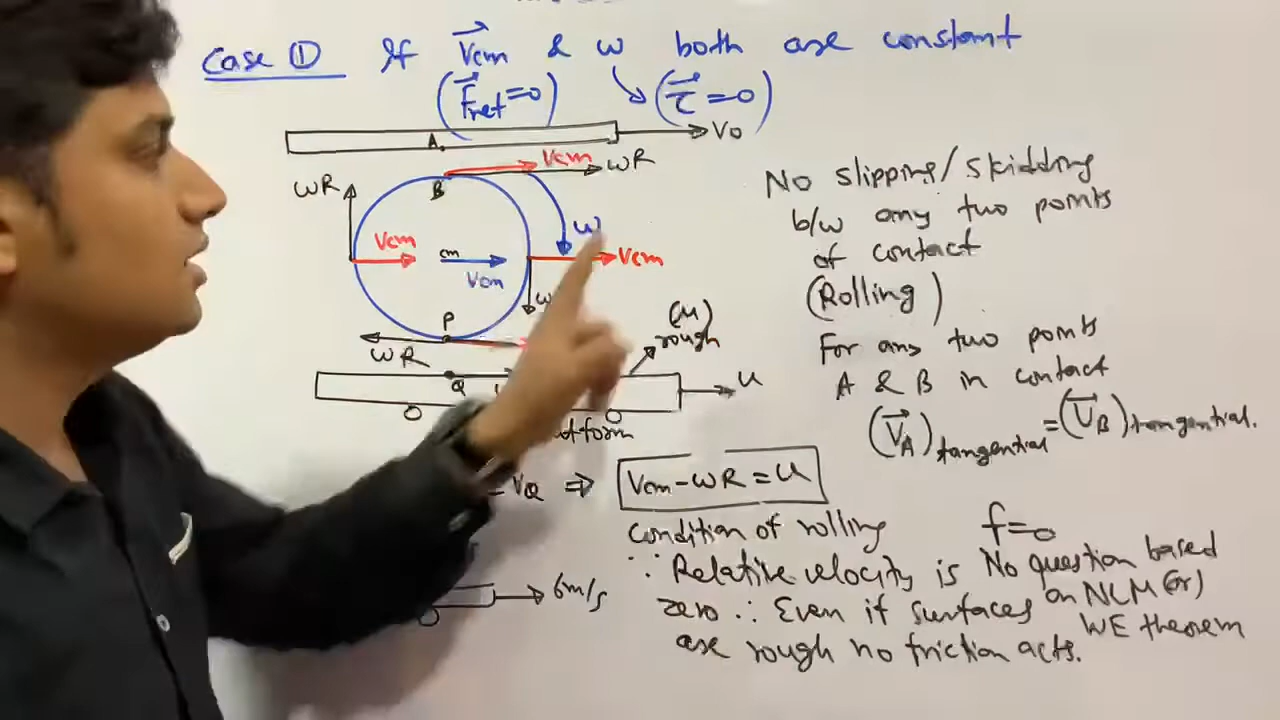 Case ① If Vcm & ω both are constant
(Fnet=0) (τ=0)
A V0
Vcm
ωR
B
ωR
ω
Vcm
cm
Vcm
Vcm
P
ωR
(μ)
rough
Q
u
No slipping/skidding
b/w any two points
of contact
(Rolling)
For any two points
A & B in contact
(VA)tangential=(VB)tangential.
=VQ ⇒ Vcm-ωR=u
condition of rolling
∵ Relative velocity is
zero ∴ Even if surfaces
are rough no friction acts.
f=0
No question based
on NLM (or)
WE theorem
6m/s